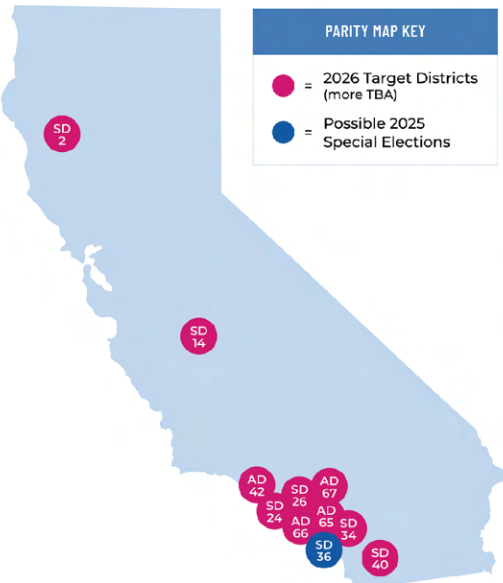 PARITY MAP KEY
= 2026 Target Districts
(more TBA)
= Possible 2025
Special Elections
SD
2
SD
14
AD
42
SD
26
AD
67
SD
24
AD
66
AD
65
SD
34
SD
36
SD
40